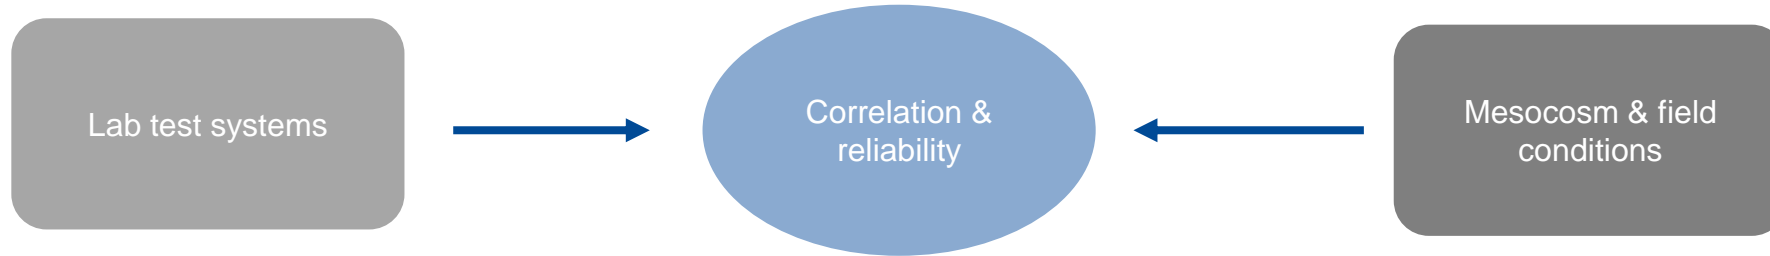 Lab test systems
Correlation &
reliability
Mesocosm & field
conditions